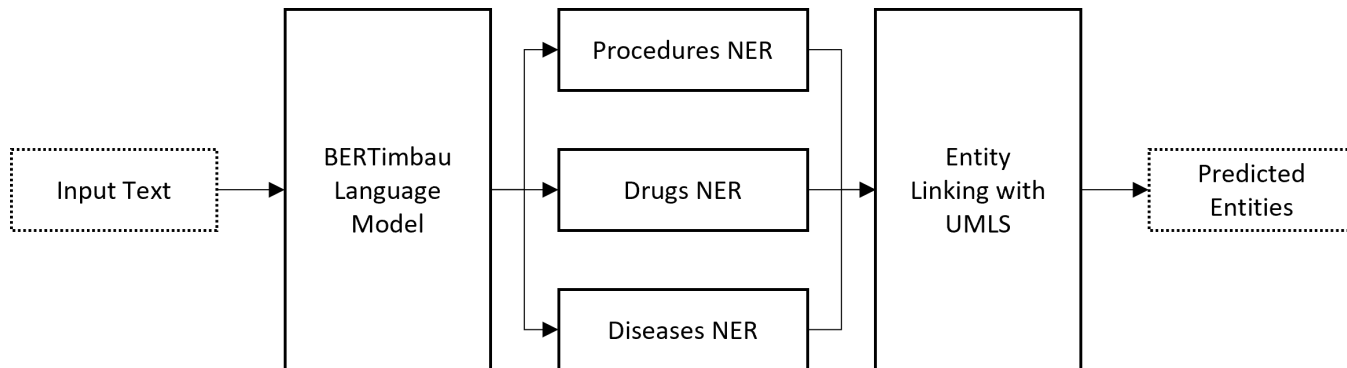 Input Text
BERTimbau
Language
Model
Procedures NER
Drugs NER
Diseases NER
Entity
Linking with
UMLS
Predicted
Entities